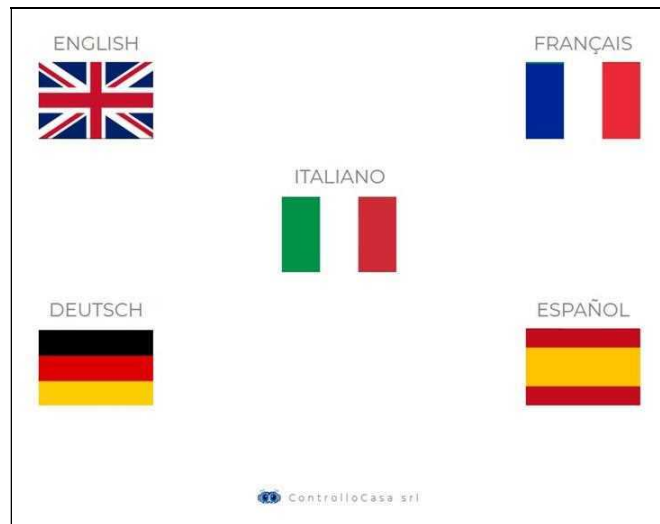 ENGLISH
FRANÇAIS
ITALIANO
DEUTSCH
ESPAÑOL
ControlloCasa srl